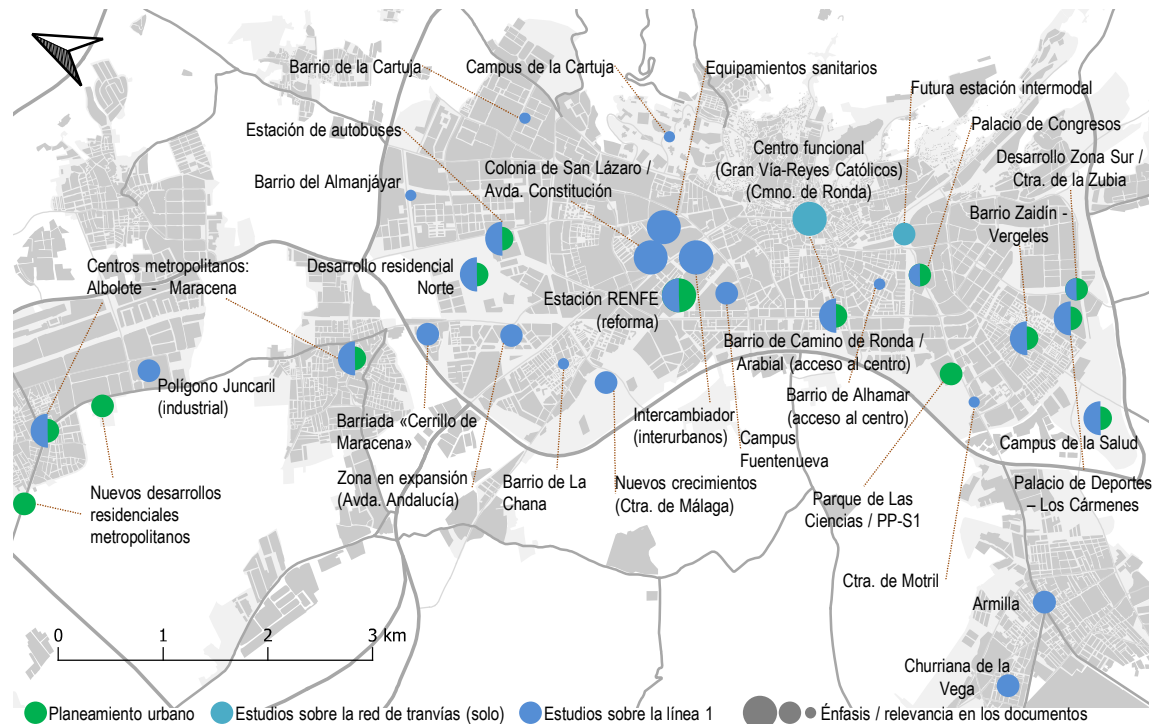 Barrio de la Cartuja
Campus de la Cartuja
Equipamientos sanitarios
Futura estación intermodal
Estación de autobuses
Palacio de Congresos
Colonia de San Lázaro /
Avda. Constitución
Centro funcional
(Gran Vía-Reyes Católicos)
(Cmno. de Ronda)
Desarrollo Zona Sur /
Ctra. de la Zubia
Barrio del Almanjáyar
Barrio Zaidín -
Vergeles
Centros metropolitanos:
Albolote - Maracena
Desarrollo residencial
Norte
Estación RENFE
(reforma)
Barrio de Camino de Ronda /
Arabial (acceso al centro)
Polígono Juncaril
(industrial)
Barrio de Alhamar
(acceso al centro)
Barriada «Cerrillo de
Maracena»
Intercambiador
(interurbanos)
Campus
Fuentenueva
Campus de la Salud
Zona en expansión
(Avda. Andalucía)
Barrio de La
Chana
Nuevos crecimientos
(Ctra. de Málaga)
Nuevos desarrollos
residenciales
metropolitanos
Parque de Las
Ciencias / PP-S1
Palacio de Deportes
– Los Cármenes
Ctra. de Motril
Armilla
Churriana de la
Vega
0 1 2 3 km
Planeamiento urbano
Estudios sobre la red de tranvías (solo)
Estudios sobre la línea 1
Énfasis / relevancia en los documentos